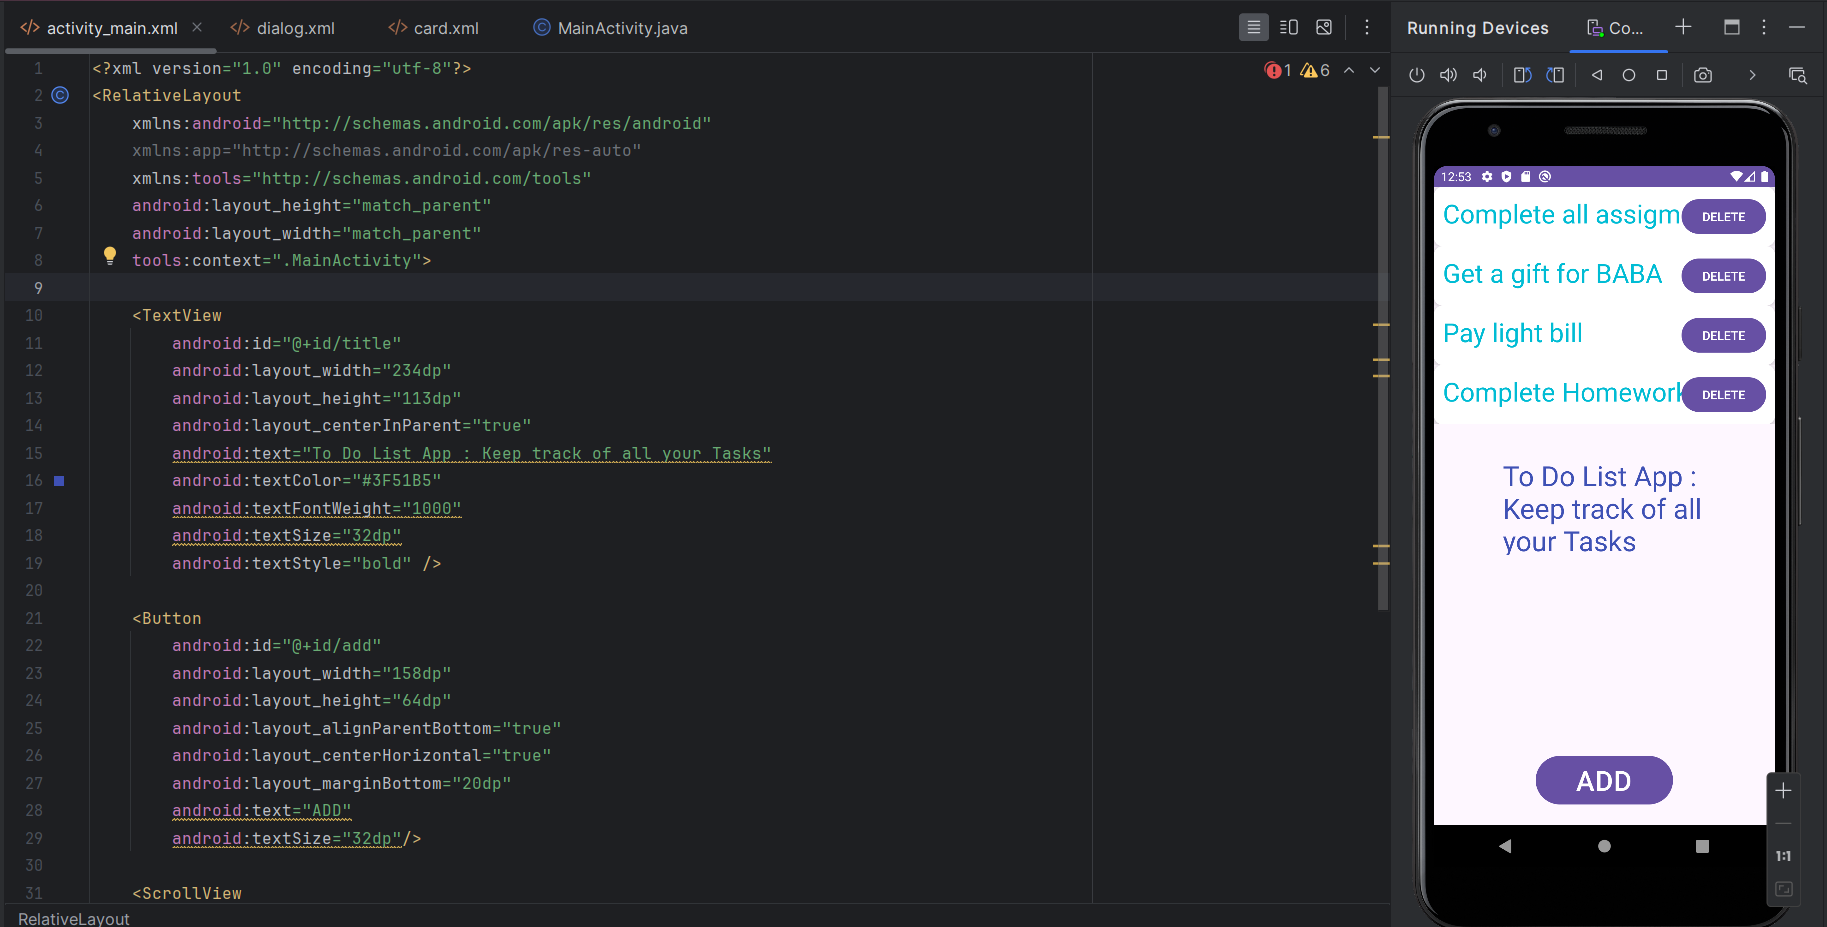 activity_main.xml
dialog.xml
card.xml
MainActivity.java
Running Devices
Co...
1 <?xml version="1.0" encoding="utf-8"?>
1 6
2 <RelativeLayout
3 xmlns:android="http://schemas.android.com/apk/res/android"
4 xmlns:app="http://schemas.android.com/apk/res-auto"
5 xmlns:tools="http://schemas.android.com/tools"
6 android:layout_height="match_parent"
7 android:layout_width="match_parent"
8 tools:context=".MainActivity">
9
10 <TextView
11 android:id="@+id/title"
12 android:layout_width="234dp"
13 android:layout_height="113dp"
14 android:layout_centerInParent="true"
15 android:text="To Do List App : Keep track of all your Tasks"
16 android:textColor="#3F51B5"
17 android:textFontWeight="1000"
18 android:textSize="32dp"
19 android:textStyle="bold" />
20
21 <Button
22 android:id="@+id/add"
23 android:layout_width="158dp"
24 android:layout_height="64dp"
25 android:layout_alignParentBottom="true"
26 android:layout_centerHorizontal="true"
27 android:layout_marginBottom="20dp"
28 android:text="ADD"
29 android:textSize="32dp"/>
30
31 <ScrollView
RelativeLayout
12:53
Complete all assigm DELETE
Get a gift for BABA DELETE
Pay light bill DELETE
Complete Homework DELETE
To Do List App :
Keep track of all
your Tasks
ADD
1:1